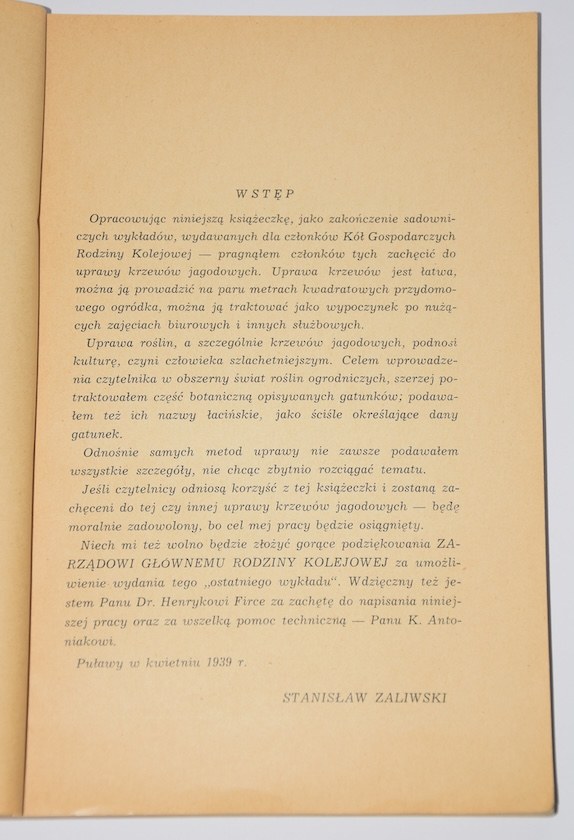 WSTĘP
Opracowując niniejszą książeczkę, jako zakończenie sadowni-
czych wykładów, wydawanych dla członków Kół Gospodarczych
Rodziny Kolejowej — pragnąłem członków tych zachęcić do
uprawy krzewów jagodowych. Uprawa krzewów jest łatwa,
można ją prowadzić na paru metrach kwadratowych przydomo-
wego ogródka, można ją traktować jako wypoczynek po nużą-
cych zajęciach biurowych i innych służbowych.
Uprawa roślin, a szczególnie krzewów jagodowych, podnosi
kulturę, czyni człowieka szlachetniejszym. Celem wprowadze-
nia czytelnika w obszerny świat roślin ogrodniczych, szerzej po-
traktowałem część botaniczną opisywanych gatunków; podawa-
łem też ich nazwy łacińskie, jako ściśle określające dany
gatunek.
Odnośnie samych metod uprawy nie zawsze podawałem
wszystkie szczegóły, nie chcąc zbytnio rozciągać tematu.
Jeśli czytelnicy odniosą korzyść z tej książeczki i zostaną za-
chęceni do tej czy innej uprawy krzewów jagodowych — będę
moralnie zadowolony, bo cel mej pracy będzie osiągnięty.
Niech mi też wolno będzie złożyć gorące podziękowania ZA-
RZĄDOWI GŁÓWNEMU RODZINY KOLEJOWEJ za umożli-
wienie wydania tego „ostatniego wykładu“. Wdzięczny też je-
stem Panu Dr. Henrykowi Firce za zachętę do napisania niniej-
szej pracy oraz za wszelką pomoc techniczną — Panu K. Anto-
niakowi.
Puławy w kwietniu 1939 r.
STANISŁAW ZALIWSKI